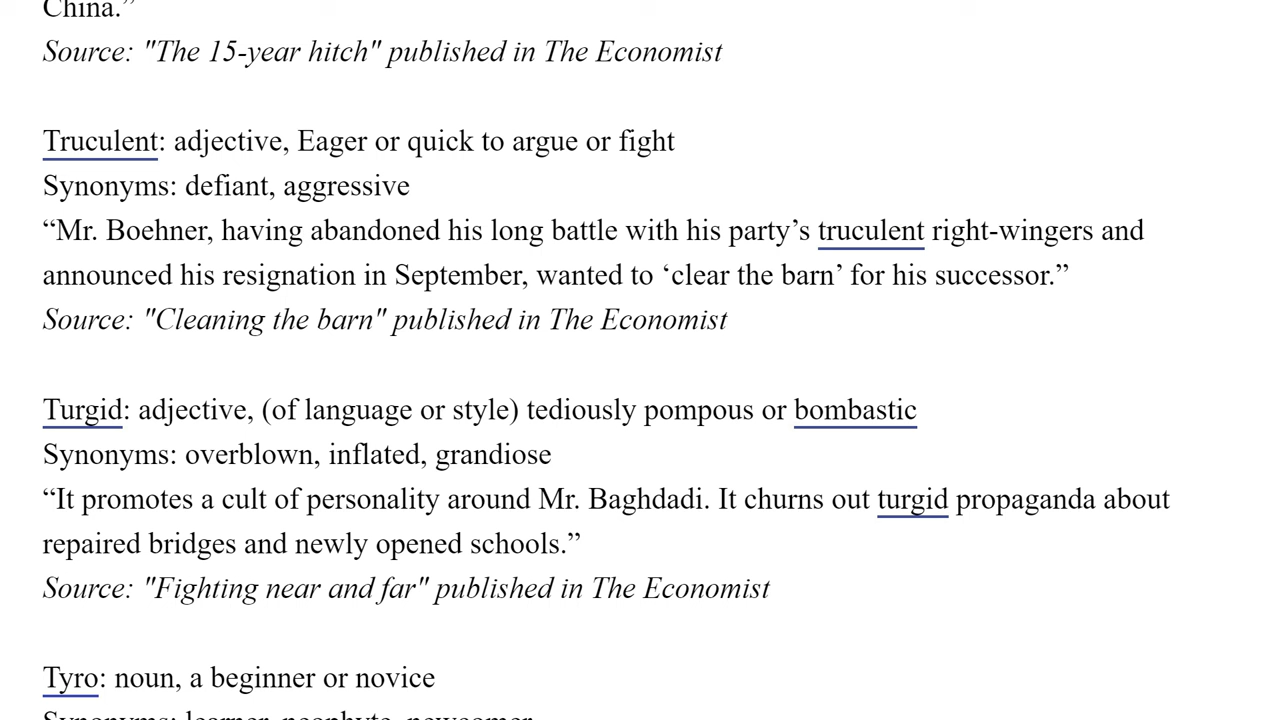 China.”
Source: "The 15-year hitch" published in The Economist
Truculent: adjective, Eager or quick to argue or fight
Synonyms: defiant, aggressive
“Mr. Boehner, having abandoned his long battle with his party’s truculent right-wingers and
announced his resignation in September, wanted to ‘clear the barn’ for his successor.”
Source: "Cleaning the barn" published in The Economist
Turgid: adjective, (of language or style) tediously pompous or bombastic
Synonyms: overblown, inflated, grandiose
“It promotes a cult of personality around Mr. Baghdadi. It churns out turgid propaganda about
repaired bridges and newly opened schools.”
Source: "Fighting near and far" published in The Economist
Tyro: noun, a beginner or novice
Synonyms: learner, neophyte, newcomer